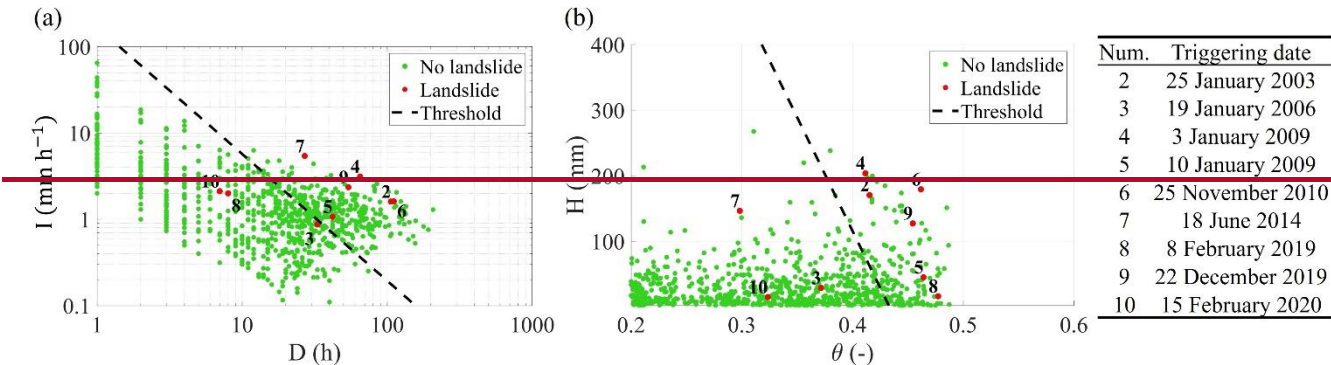 (a)
100
10
1
0.1
I (mm h⁻¹)
1
10
100
1000
D (h)
No landslide
Landslide
Threshold
7
4
9
10
8
5
2
6
3
(b)
400
300
200
100
H (mm)
0.2
0.3
0.4
0.5
0.6
θ (-)
No landslide
Landslide
Threshold
4
2
6
7
9
5
3
8
10
Num. Triggering date
2 25 January 2003
3 19 January 2006
4 3 January 2009
5 10 January 2009
6 25 November 2010
7 18 June 2014
8 8 February 2019
9 22 December 2019
10 15 February 2020